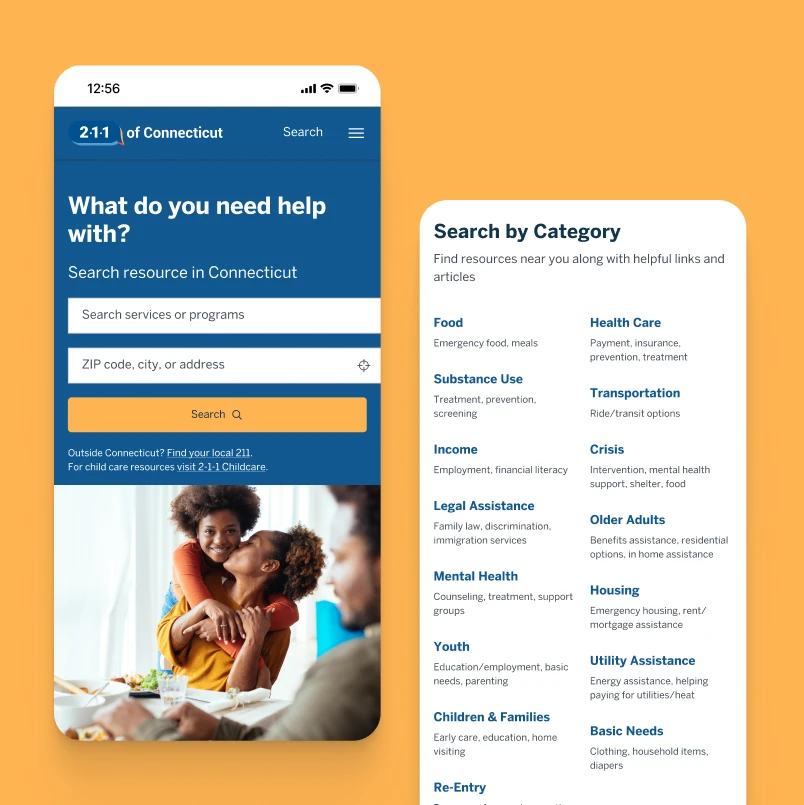 12:56
2·1·1 of Connecticut
Search
What do you need help
with?
Search resource in Connecticut
Search services or programs
ZIP code, city, or address
Search
Outside Connecticut? Find your local 211.
For child care resources visit 2-1-1 Childcare.
Search by Category
Find resources near you along with helpful links and
articles
Food
Emergency food, meals
Substance Use
Treatment, prevention,
screening
Income
Employment, financial literacy
Legal Assistance
Family law, discrimination,
immigration services
Mental Health
Counseling, treatment, support
groups
Youth
Education/employment, basic
needs, parenting
Children & Families
Early care, education, home
visiting
Re-Entry
Health Care
Payment, insurance,
prevention, treatment
Transportation
Ride/transit options
Crisis
Intervention, mental health
support, shelter, food
Older Adults
Benefits assistance, residential
options, in home assistance
Housing
Emergency housing, rent/
mortgage assistance
Utility Assistance
Energy assistance, helping
paying for utilities/heat
Basic Needs
Clothing, household items,
diapers